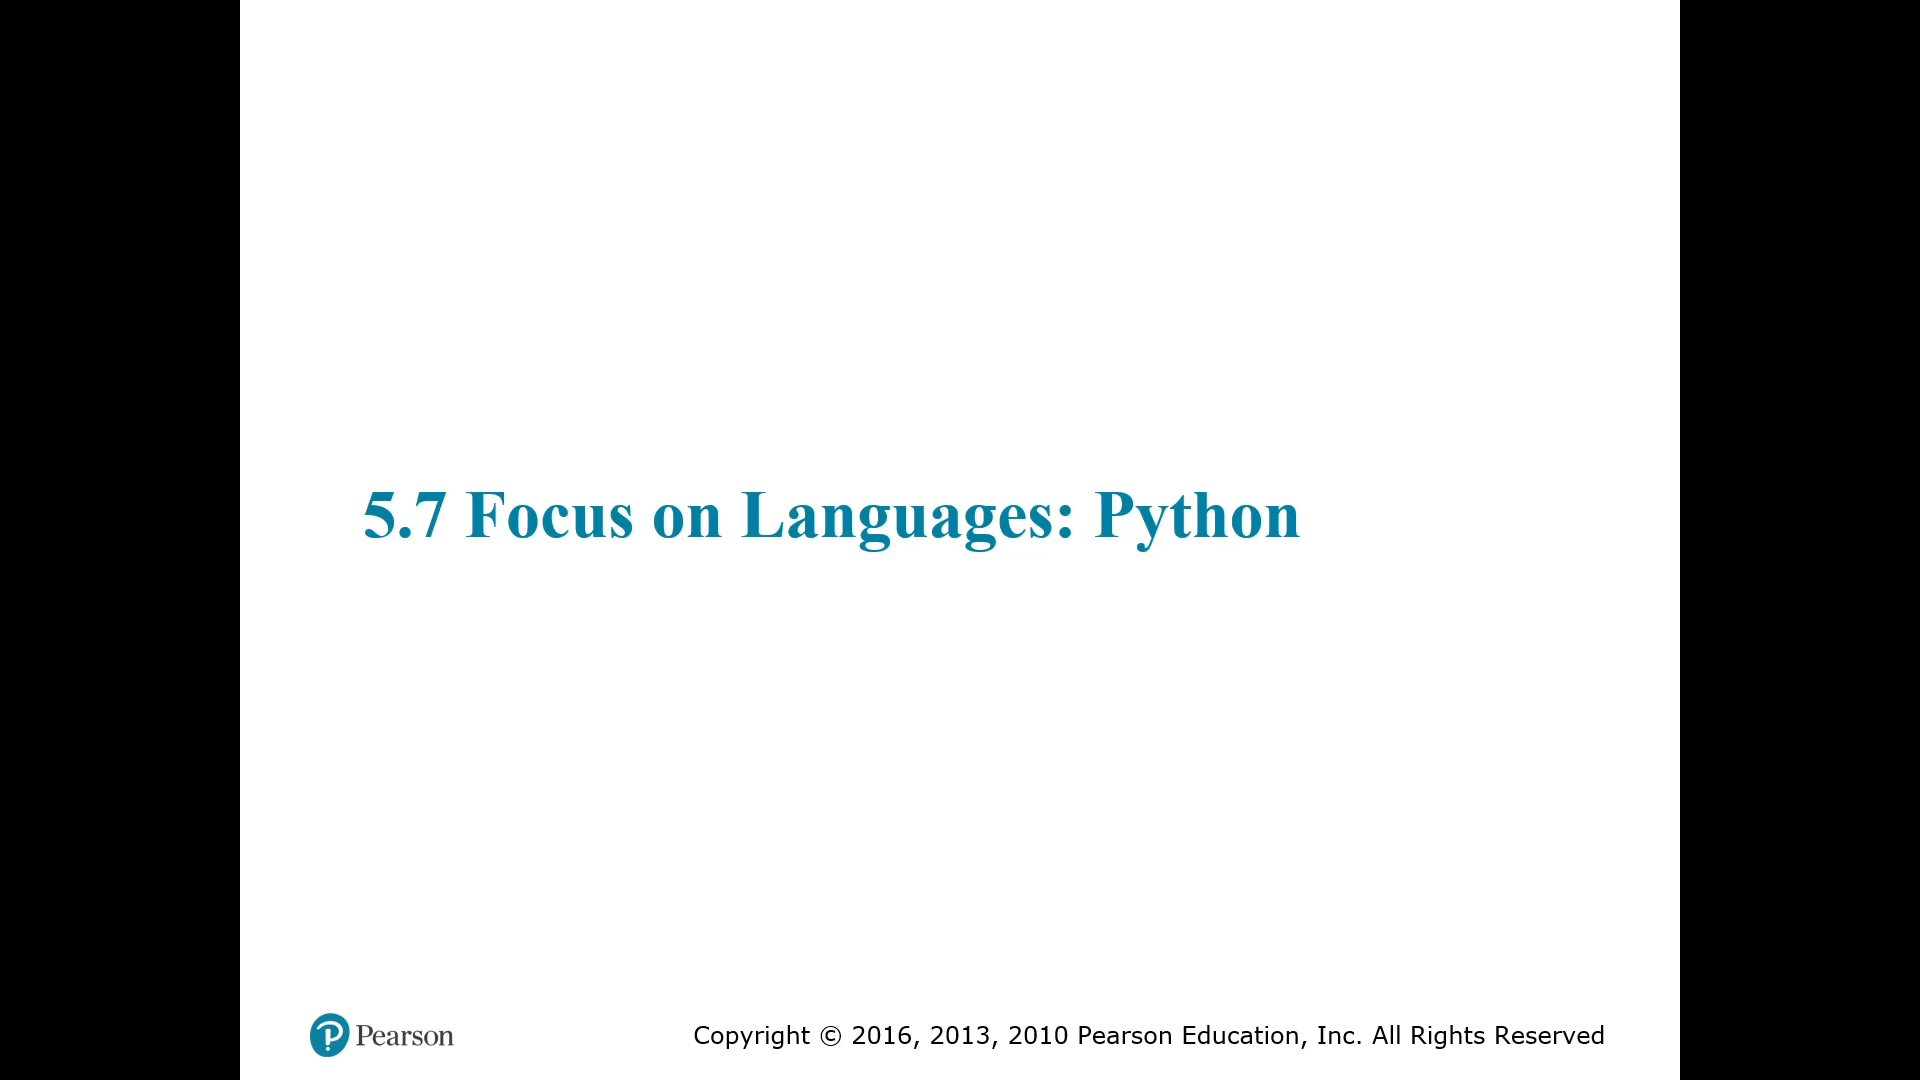 5.7 Focus on Languages: Python
Pearson
Copyright © 2016, 2013, 2010 Pearson Education, Inc. All Rights Reserved